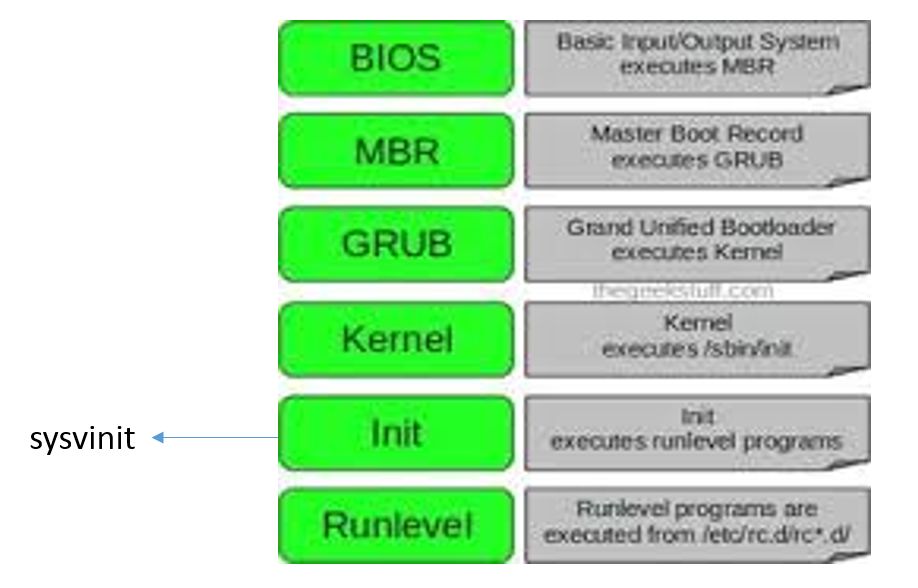 BIOS
Basic Input/Output System
executes MBR
MBR
Master Boot Record
executes GRUB
GRUB
Grand Unified Bootloader
executes Kernel
thegeekstuff.com
Kernel
Kernel
executes /sbin/init
sysvinit
Init
Init
executes runlevel programs
Runlevel
Runlevel programs are
executed from /etc/rc.d/rc*.d/